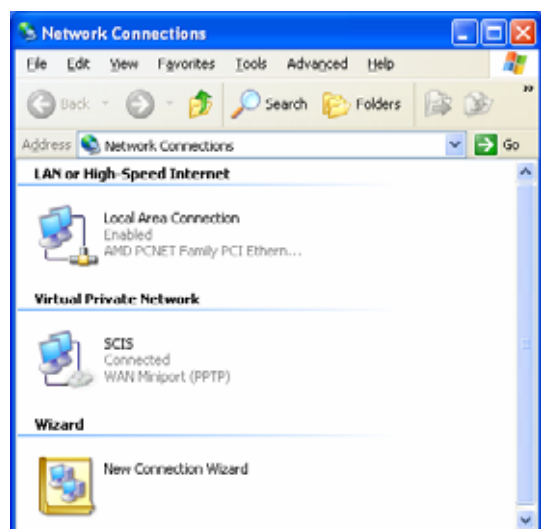 Network Connections
File Edit View Favorites Tools Advanced Help
Back Search Folders »
Address Network Connections Go
LAN or High-Speed Internet
Local Area Connection
Enabled
AMD PCNET Family PCI Ethern...
Virtual Private Network
SCIS
Connected
WAN Miniport (PPTP)
Wizard
New Connection Wizard